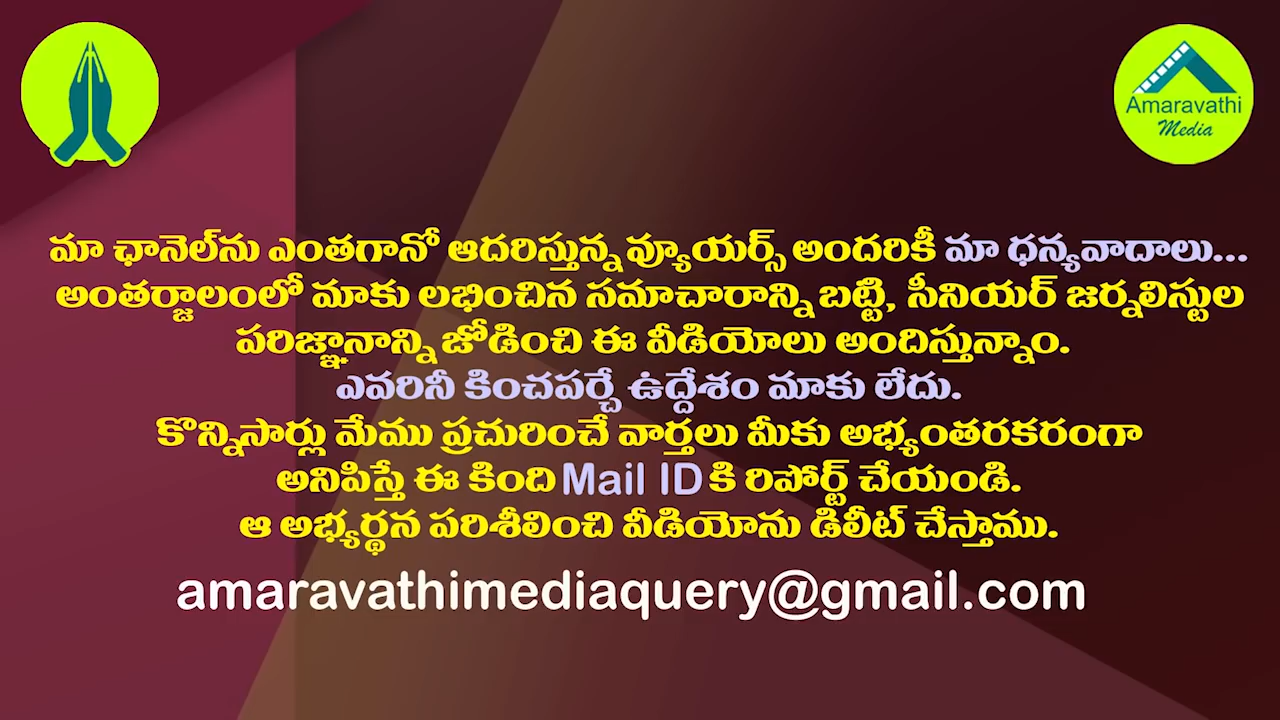 Amaravathi
Media
మా ఛానెల్‌ను ఎంతగానో ఆదరిస్తున్న వ్యూయర్స్ అందరికీ మా ధన్యవాదాలు...
అంతర్జాలంలో మాకు లభించిన సమాచారాన్ని బట్టి, సీనియర్ జర్నలిస్టుల
పరిజ్ఞానాన్ని జోడించి ఈ వీడియోలు అందిస్తున్నాం.
ఎవరినీ కించపర్చే ఉద్దేశం మాకు లేదు.
కొన్నిసార్లు మేము ప్రచురించే వార్తలు మీకు అభ్యంతరకరంగా
అనిపిస్తే ఈ కింది Mail ID కి రిపోర్ట్ చేయండి.
ఆ అభ్యర్థన పరిశీలించి వీడియోను డిలీట్ చేస్తాము.
amaravathimediaquery@gmail.com